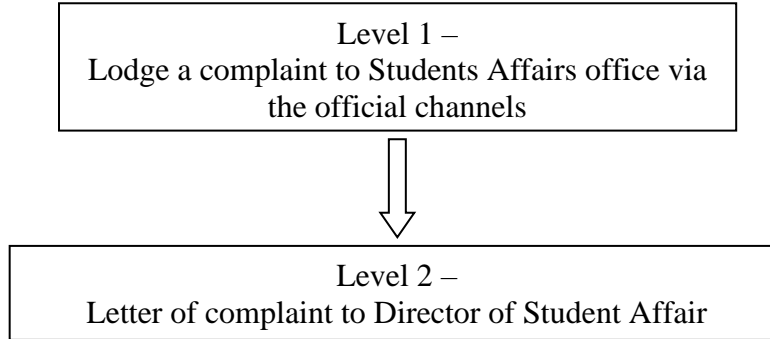 Level 1 –
Lodge a complaint to Students Affairs office via
the official channels
Level 2 –
Letter of complaint to Director of Student Affair